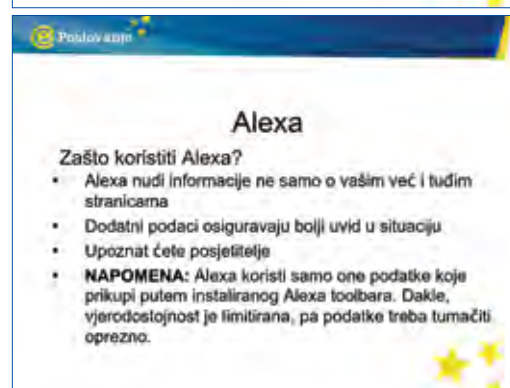 e Poslovanje
Alexa
Zašto koristiti Alexa?
• Alexa nudi informacije ne samo o vašim već i tuđim
stranicama
• Dodatni podaci osiguravaju bolji uvid u situaciju
• Upoznat ćete posjetitelje
• NAPOMENA: Alexa koristi samo one podatke koje
prikupi putem instaliranog Alexa toolbara. Dakle,
vjerodostojnost je limitirana, pa podatke treba tumačiti
oprezno.